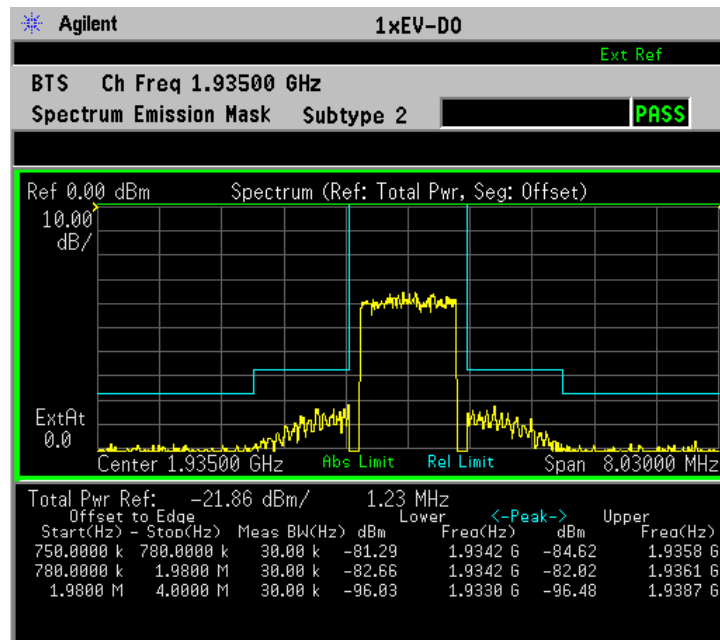 Agilent 1xEV-DO
Ext Ref
BTS Ch Freq 1.93500 GHz
Spectrum Emission Mask Subtype 2 PASS
Ref 0.00 dBm Spectrum (Ref: Total Pwr, Seg: Offset)
10.00
dB/
ExtAt
0.0
Center 1.93500 GHz Abs Limit Rel Limit Span 8.03000 MHz
Total Pwr Ref: -21.86 dBm/ 1.23 MHz
Offset to Edge Lower <-Peak-> Upper
Start(Hz) - Stop(Hz) Meas BW(Hz) dBm Freq(Hz) dBm Freq(Hz)
750.0000 k 780.0000 k 30.00 k -81.29 1.9342 G -84.62 1.9358 G
780.0000 k 1.9800 M 30.00 k -82.66 1.9342 G -82.02 1.9361 G
1.9800 M 4.0000 M 30.00 k -96.03 1.9330 G -96.48 1.9387 G